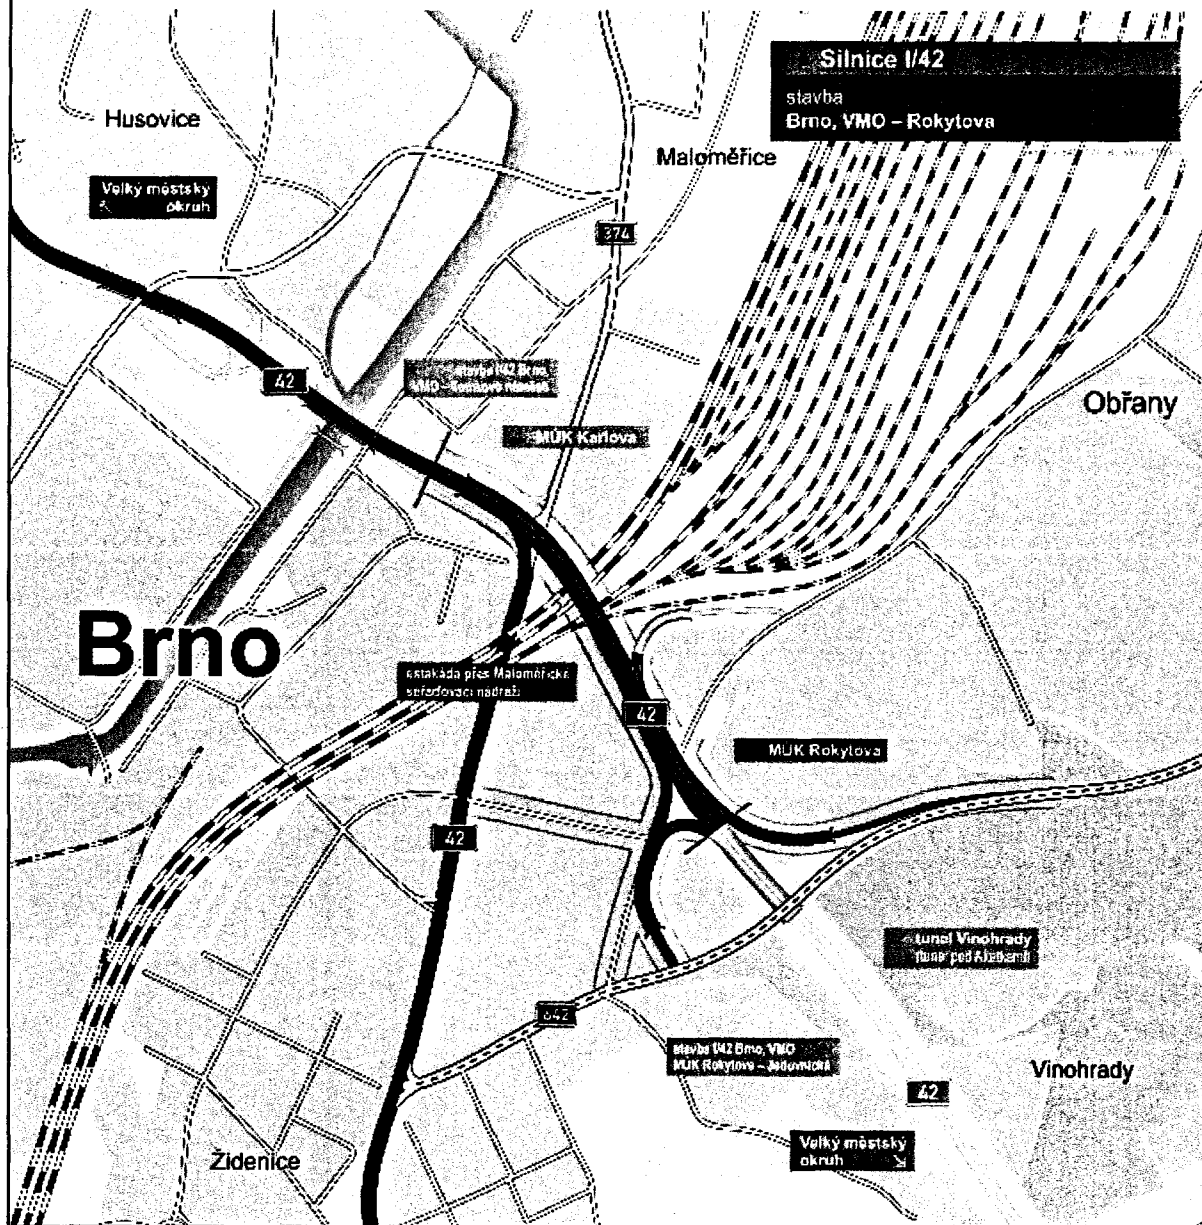 Silnice I/42
stavba
Brno, VMO – Rokytova
Husovice
Maloměřice
Velký městský
okruh
374
stavba I/42 Brno,
VMO
42
Obřany
MÚK Karlova
Brno
estakáda přes Maloměřické
seřaďovací nádraží
42
MÚK Rokytova
42
tunel Vinohrady
642
stavba I/42 Brno, VMO
MÚK Rokytova – Jedovnická
42
Vinohrady
Velký městský
okruh
Židenice